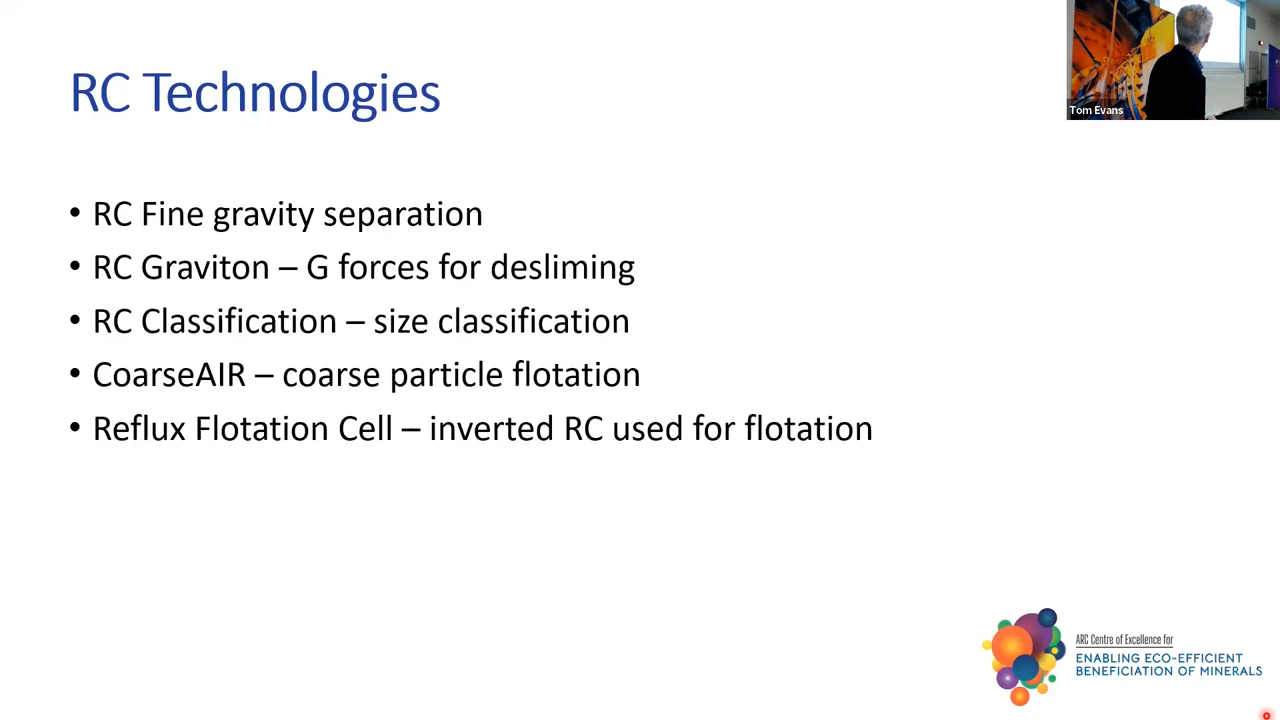 RC Technologies
Tom Evans
• RC Fine gravity separation
• RC Graviton – G forces for desliming
• RC Classification – size classification
• CoarseAIR – coarse particle flotation
• Reflux Flotation Cell – inverted RC used for flotation
ARC Centre of Excellence for
ENABLING ECO-EFFICIENT
BENEFICIATION OF MINERALS